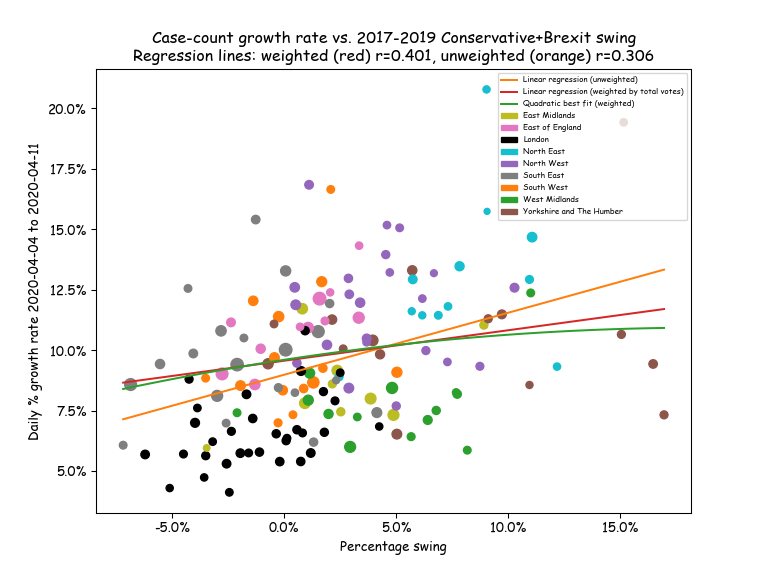 Case-count growth rate vs. 2017-2019 Conservative+Brexit swing
Regression lines: weighted (red) r=0.401, unweighted (orange) r=0.306
Linear regression (unweighted)
Linear regression (weighted by total votes)
Quadratic best fit (weighted)
East Midlands
East of England
London
North East
North West
South East
South West
West Midlands
Yorkshire and The Humber
Daily % growth rate 2020-04-04 to 2020-04-11
20.0%
17.5%
15.0%
12.5%
10.0%
7.5%
5.0%
-5.0% 0.0% 5.0% 10.0% 15.0%
Percentage swing